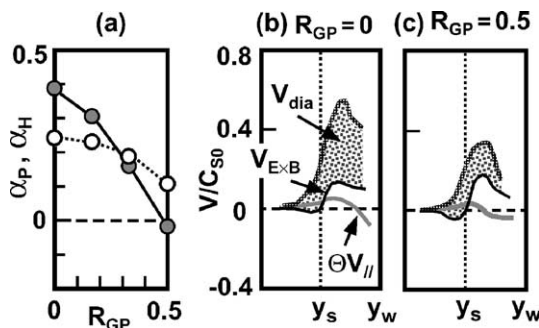 (a)
0.5
α_P, α_H
0
0
0.5
R_GP
(b) R_GP=0
0.8
0.4
V/C_S0
0
-0.4
V_dia
V_E×B
ΘV_//
y_s
y_w
(c) R_GP=0.5
y_s
y_w